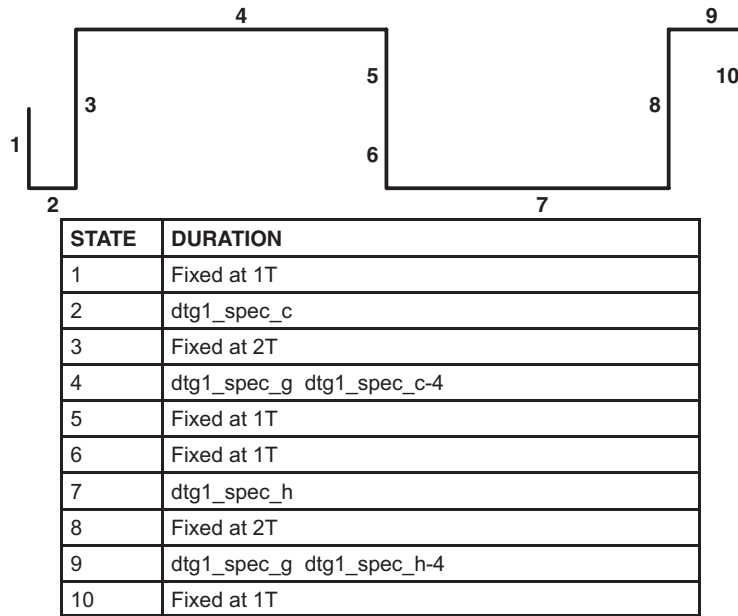 4
9
5
10
3
8
1
6
2
7
STATE DURATION
1 Fixed at 1T
2 dtg1_spec_c
3 Fixed at 2T
4 dtg1_spec_g dtg1_spec_c-4
5 Fixed at 1T
6 Fixed at 1T
7 dtg1_spec_h
8 Fixed at 2T
9 dtg1_spec_g dtg1_spec_h-4
10 Fixed at 1T